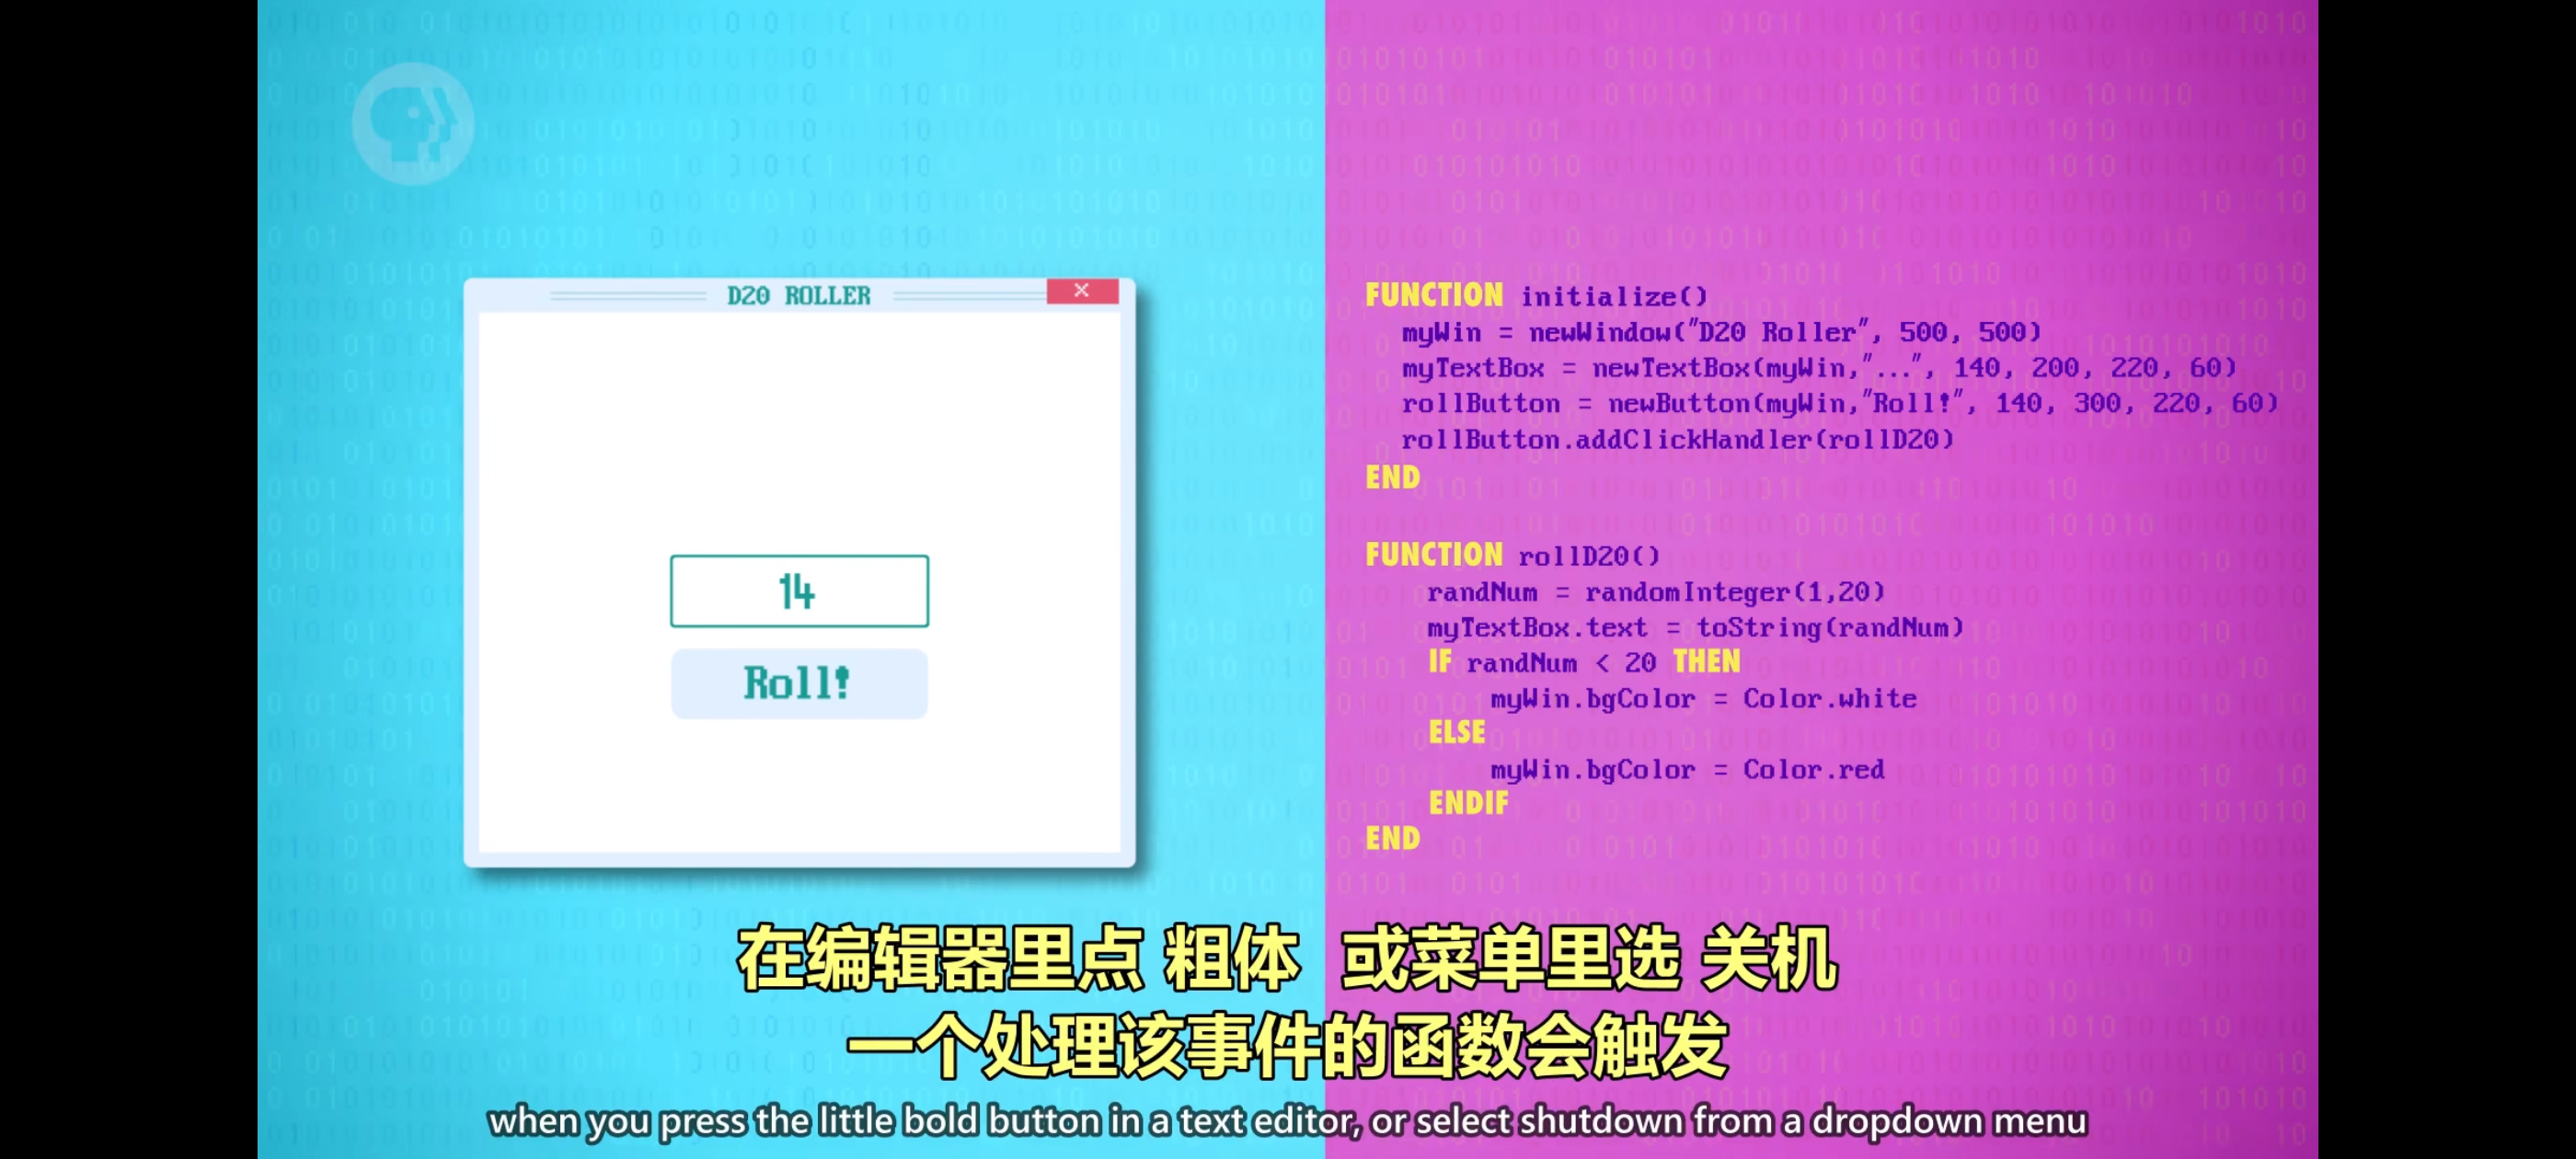 D20 ROLLER
14
Roll!
FUNCTION initialize()
myWin = newWindow("D20 Roller", 500, 500)
myTextBox = newTextBox(myWin,"...", 140, 200, 220, 60)
rollButton = newButton(myWin,"Roll!", 140, 300, 220, 60)
rollButton.addClickHandler(rollD20)
END
FUNCTION rollD20()
randNum = randomInteger(1,20)
myTextBox.text = toString(randNum)
IF randNum < 20 THEN
myWin.bgColor = Color.white
ELSE
myWin.bgColor = Color.red
ENDIF
END
在编辑器里点 粗体 或菜单里选 关机
一个处理该事件的函数会触发
when you press the little bold button in a text editor, or select shutdown from a dropdown menu